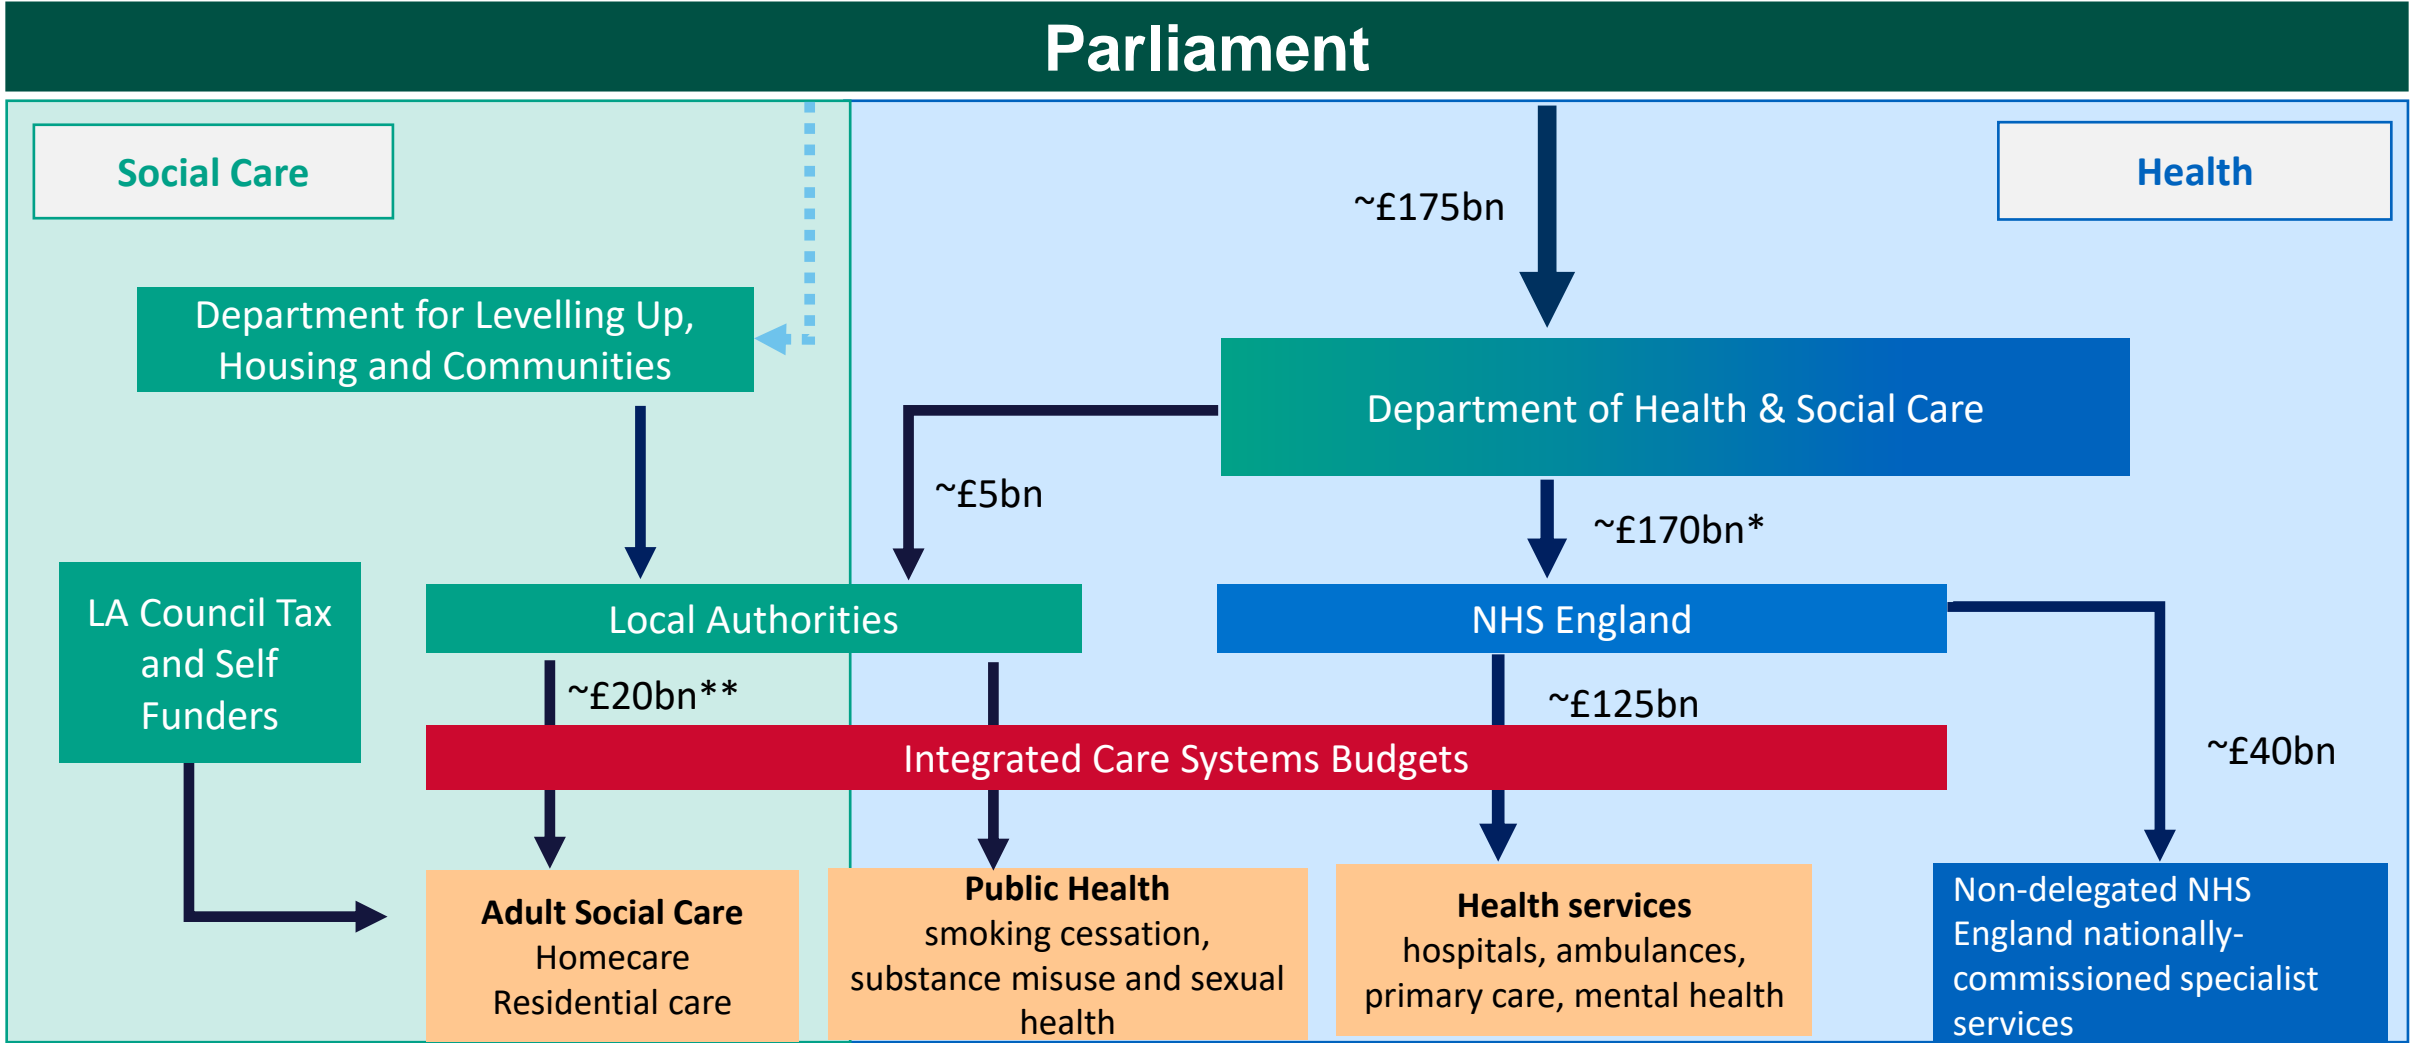 Parliament
Social Care
Health
~£175bn
Department for Levelling Up,
Housing and Communities
Department of Health & Social Care
~£5bn
~£170bn*
LA Council Tax
and Self
Funders
Local Authorities
NHS England
~£20bn**
~£125bn
~£40bn
Integrated Care Systems Budgets
Adult Social Care
Homecare
Residential care
Public Health
smoking cessation,
substance misuse and sexual
health
Health services
hospitals, ambulances,
primary care, mental health
Non-delegated NHS
England nationally-
commissioned specialist
services